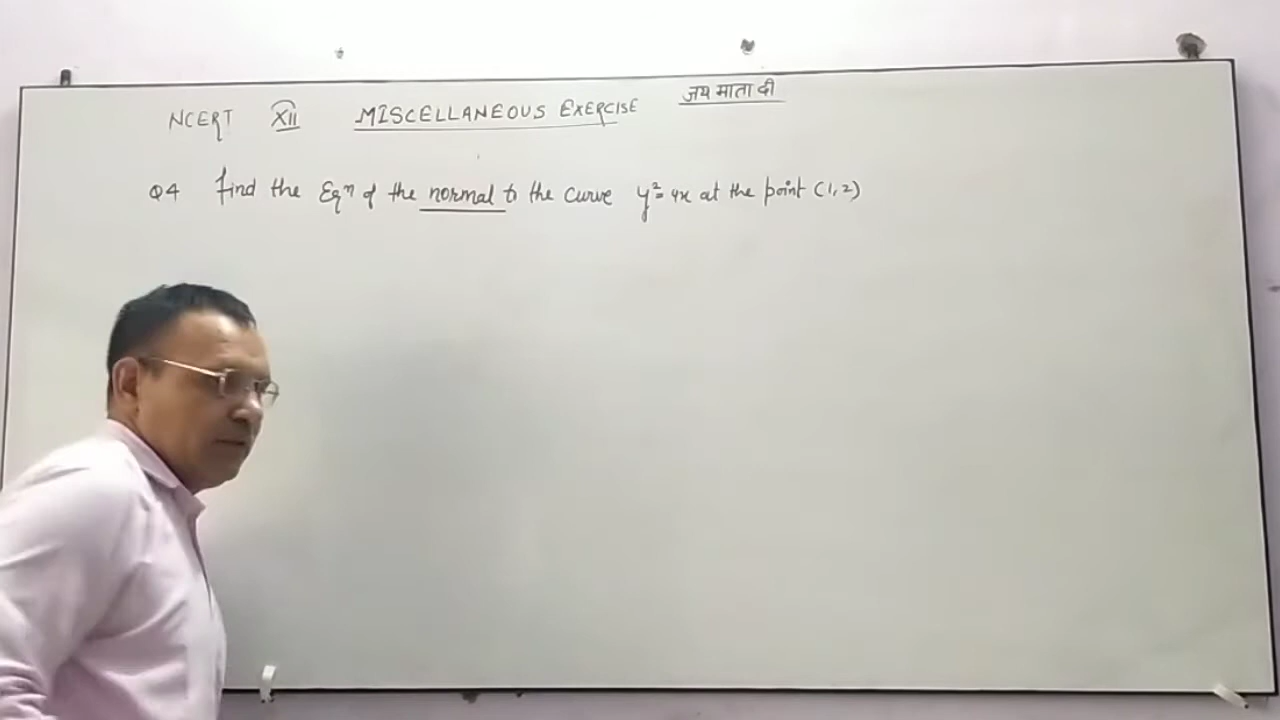 NCERT XII MISCELLANEOUS EXERCISE जय माता दी
Q4 Find the Eqⁿ of the normal to the curve y²=4x at the point (1,2)